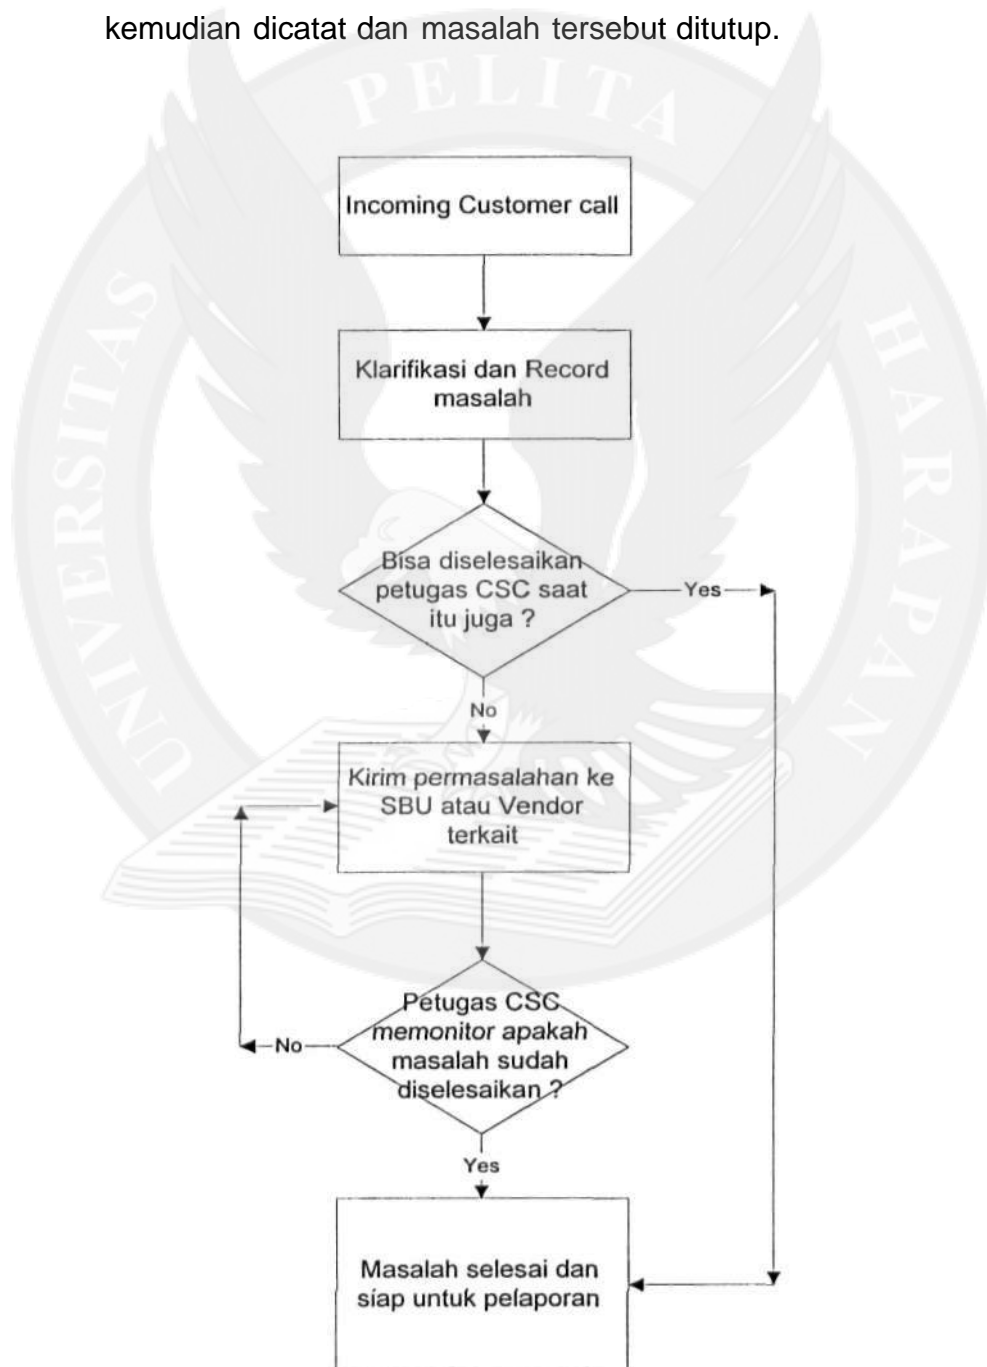 kemudian dicatat dan masalah tersebut ditutup.
UNIVERSITAS
PELITA
HARAPAN
Incoming Customer call
Klarifikasi dan Record
masalah
Bisa diselesaikan
petugas CSC saat
itu juga ?
Yes
No
Kirim permasalahan ke
SBU atau Vendor
terkait
Petugas CSC
memonitor apakah
masalah sudah
diselesaikan ?
No
Yes
Masalah selesai dan
siap untuk pelaporan